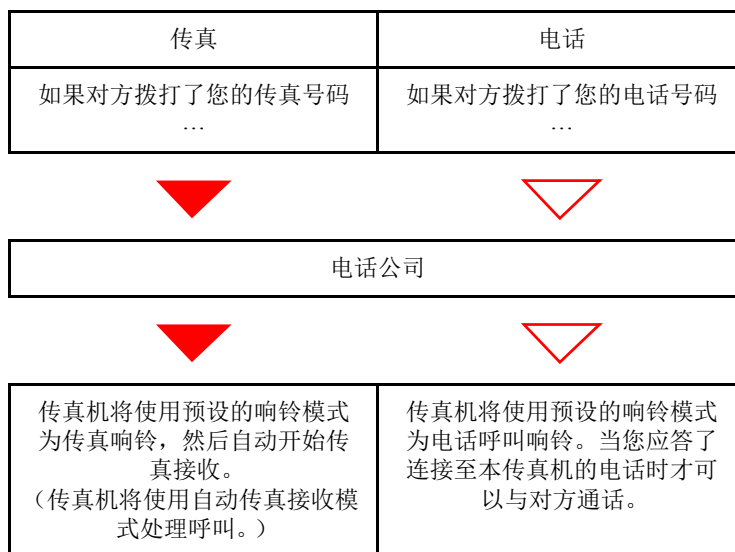 传真
电话
如果对方拨打了您的传真号码
…
如果对方拨打了您的电话号码
…
电话公司
传真机将使用预设的响铃模式
为传真响铃，然后自动开始传
真接收。
（传真机将使用自动传真接收模
式处理呼叫。）
传真机将使用预设的响铃模式
为电话呼叫响铃。当您应答了
连接至本传真机的电话时才可
以与对方通话。